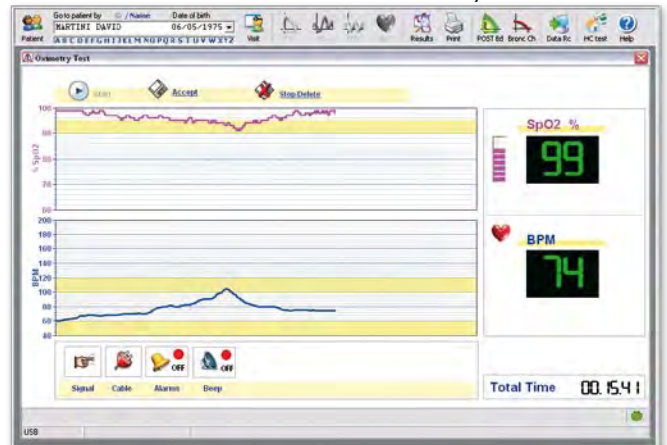 Go to patient by / Name Date of birth
MARTINI DAVID 06/05/1975
Patient A B C D E F G H I J K L M N O P Q R S T U V W X Y Z Visit Results Print POST Bd Bronc Ch Data Rc HC test Help
Oximetry Test
Start Accept Stop Delete
100
90
80
70
60
% SpO2
200
180
160
140
120
100
80
60
40
BPM
SpO2 %
99
BPM
74
OFF OFF
Signal Cable Alarms Beep
Total Time 00.15.41
USB